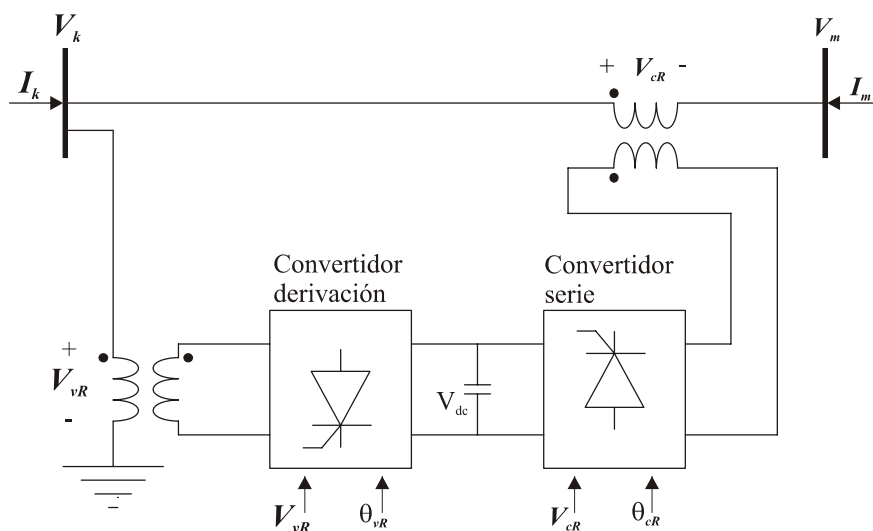 V_k
V_m
+ V_cR -
I_k
I_m
Convertidor
derivación
Convertidor
serie
+
V_vR
-
V_dc
V_vR
θ_vR
V_cR
θ_cR